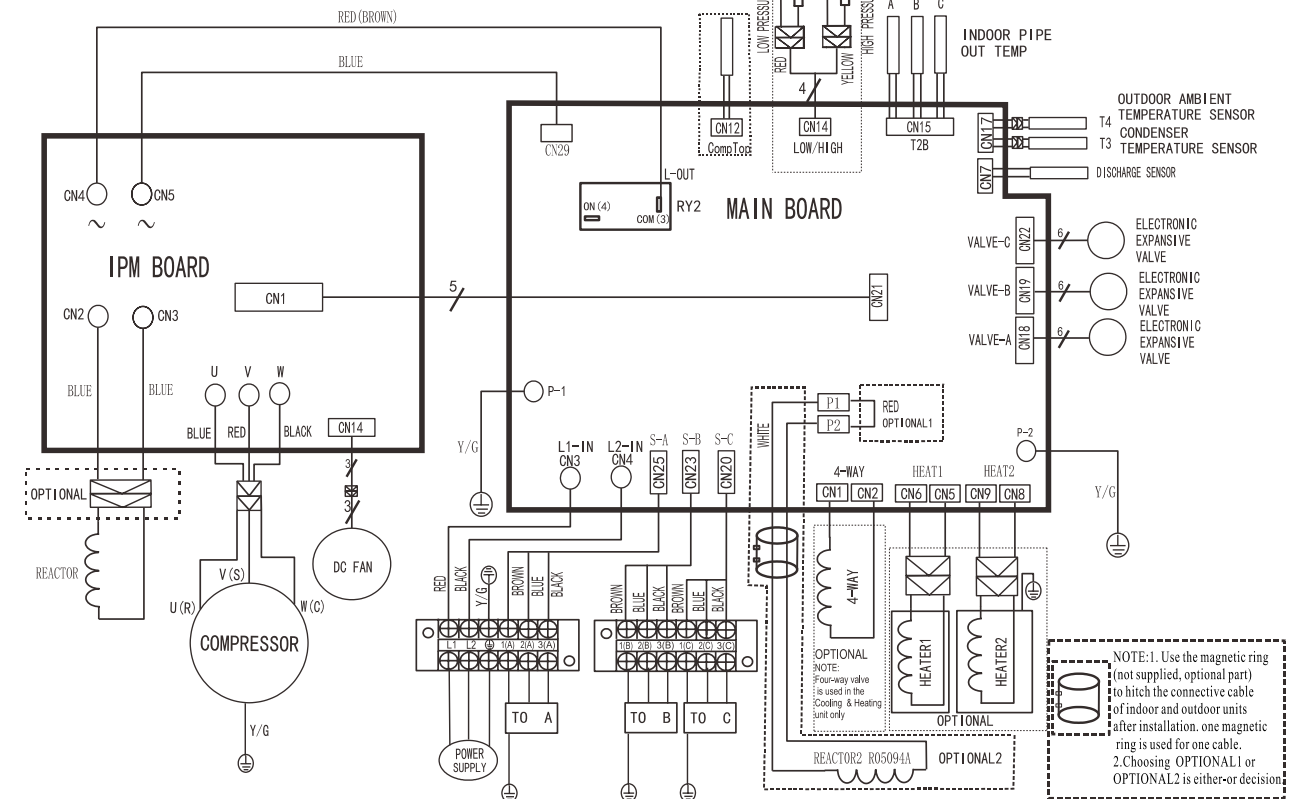 RED(BROWN)
BLUE
LOW PRESSU
HIGH PRESSU
RED
YELLOW
4
A B C
INDOOR PIPE
OUT TEMP
CN12
CompTop
CN14
LOW/HIGH
CN15
T2B
CN17
T4
OUTDOOR AMBIENT
TEMPERATURE SENSOR
T3
CONDENSER
TEMPERATURE SENSOR
CN7
DISCHARGE SENSOR
CN29
L-OUT
ON(4)
COM(3)
RY2
MAIN BOARD
CN4
CN5
~ ~
IPM BOARD
CN1
5
CN21
CN2
CN3
VALVE-C
CN22
6
ELECTRONIC
EXPANSIVE
VALVE
VALVE-B
CN19
6
ELECTRONIC
EXPANSIVE
VALVE
VALVE-A
CN18
6
ELECTRONIC
EXPANSIVE
VALVE
BLUE
BLUE
U V W
BLUE
RED
BLACK
CN14
3
3
P-1
Y/G
L1-IN
CN3
L2-IN
CN4
S-A
CN25
S-B
CN23
S-C
CN20
WHITE
P1
P2
RED
OPTIONAL1
P-2
Y/G
4-WAY
CN1
CN2
HEAT1
CN6
CN5
HEAT2
CN9
CN8
OPTIONAL
REACTOR
V(S)
U(R)
W(C)
COMPRESSOR
Y/G
DC FAN
RED
BLACK
Y/G
BROWN
BLUE
BLACK
L1 L2 1(A) 2(A) 3(A)
BROWN
BLUE
BLACK
BROWN
BLUE
BLACK
1(B) 2(B) 3(B) 1(C) 2(C) 3(C)
TO A
TO B
TO C
POWER
SUPPLY
4-WAY
OPTIONAL
NOTE:
Four-way valve
is used in the
Cooling & Heating
unit only
HEATER1
HEATER2
OPTIONAL
REACTOR2 R05094A
OPTIONAL2
NOTE:1. Use the magnetic ring
(not supplied, optional part)
to hitch the connective cable
of indoor and outdoor units
after installation. one magnetic
ring is used for one cable.
2.Choosing OPTIONAL1 or
OPTIONAL2 is either-or decision